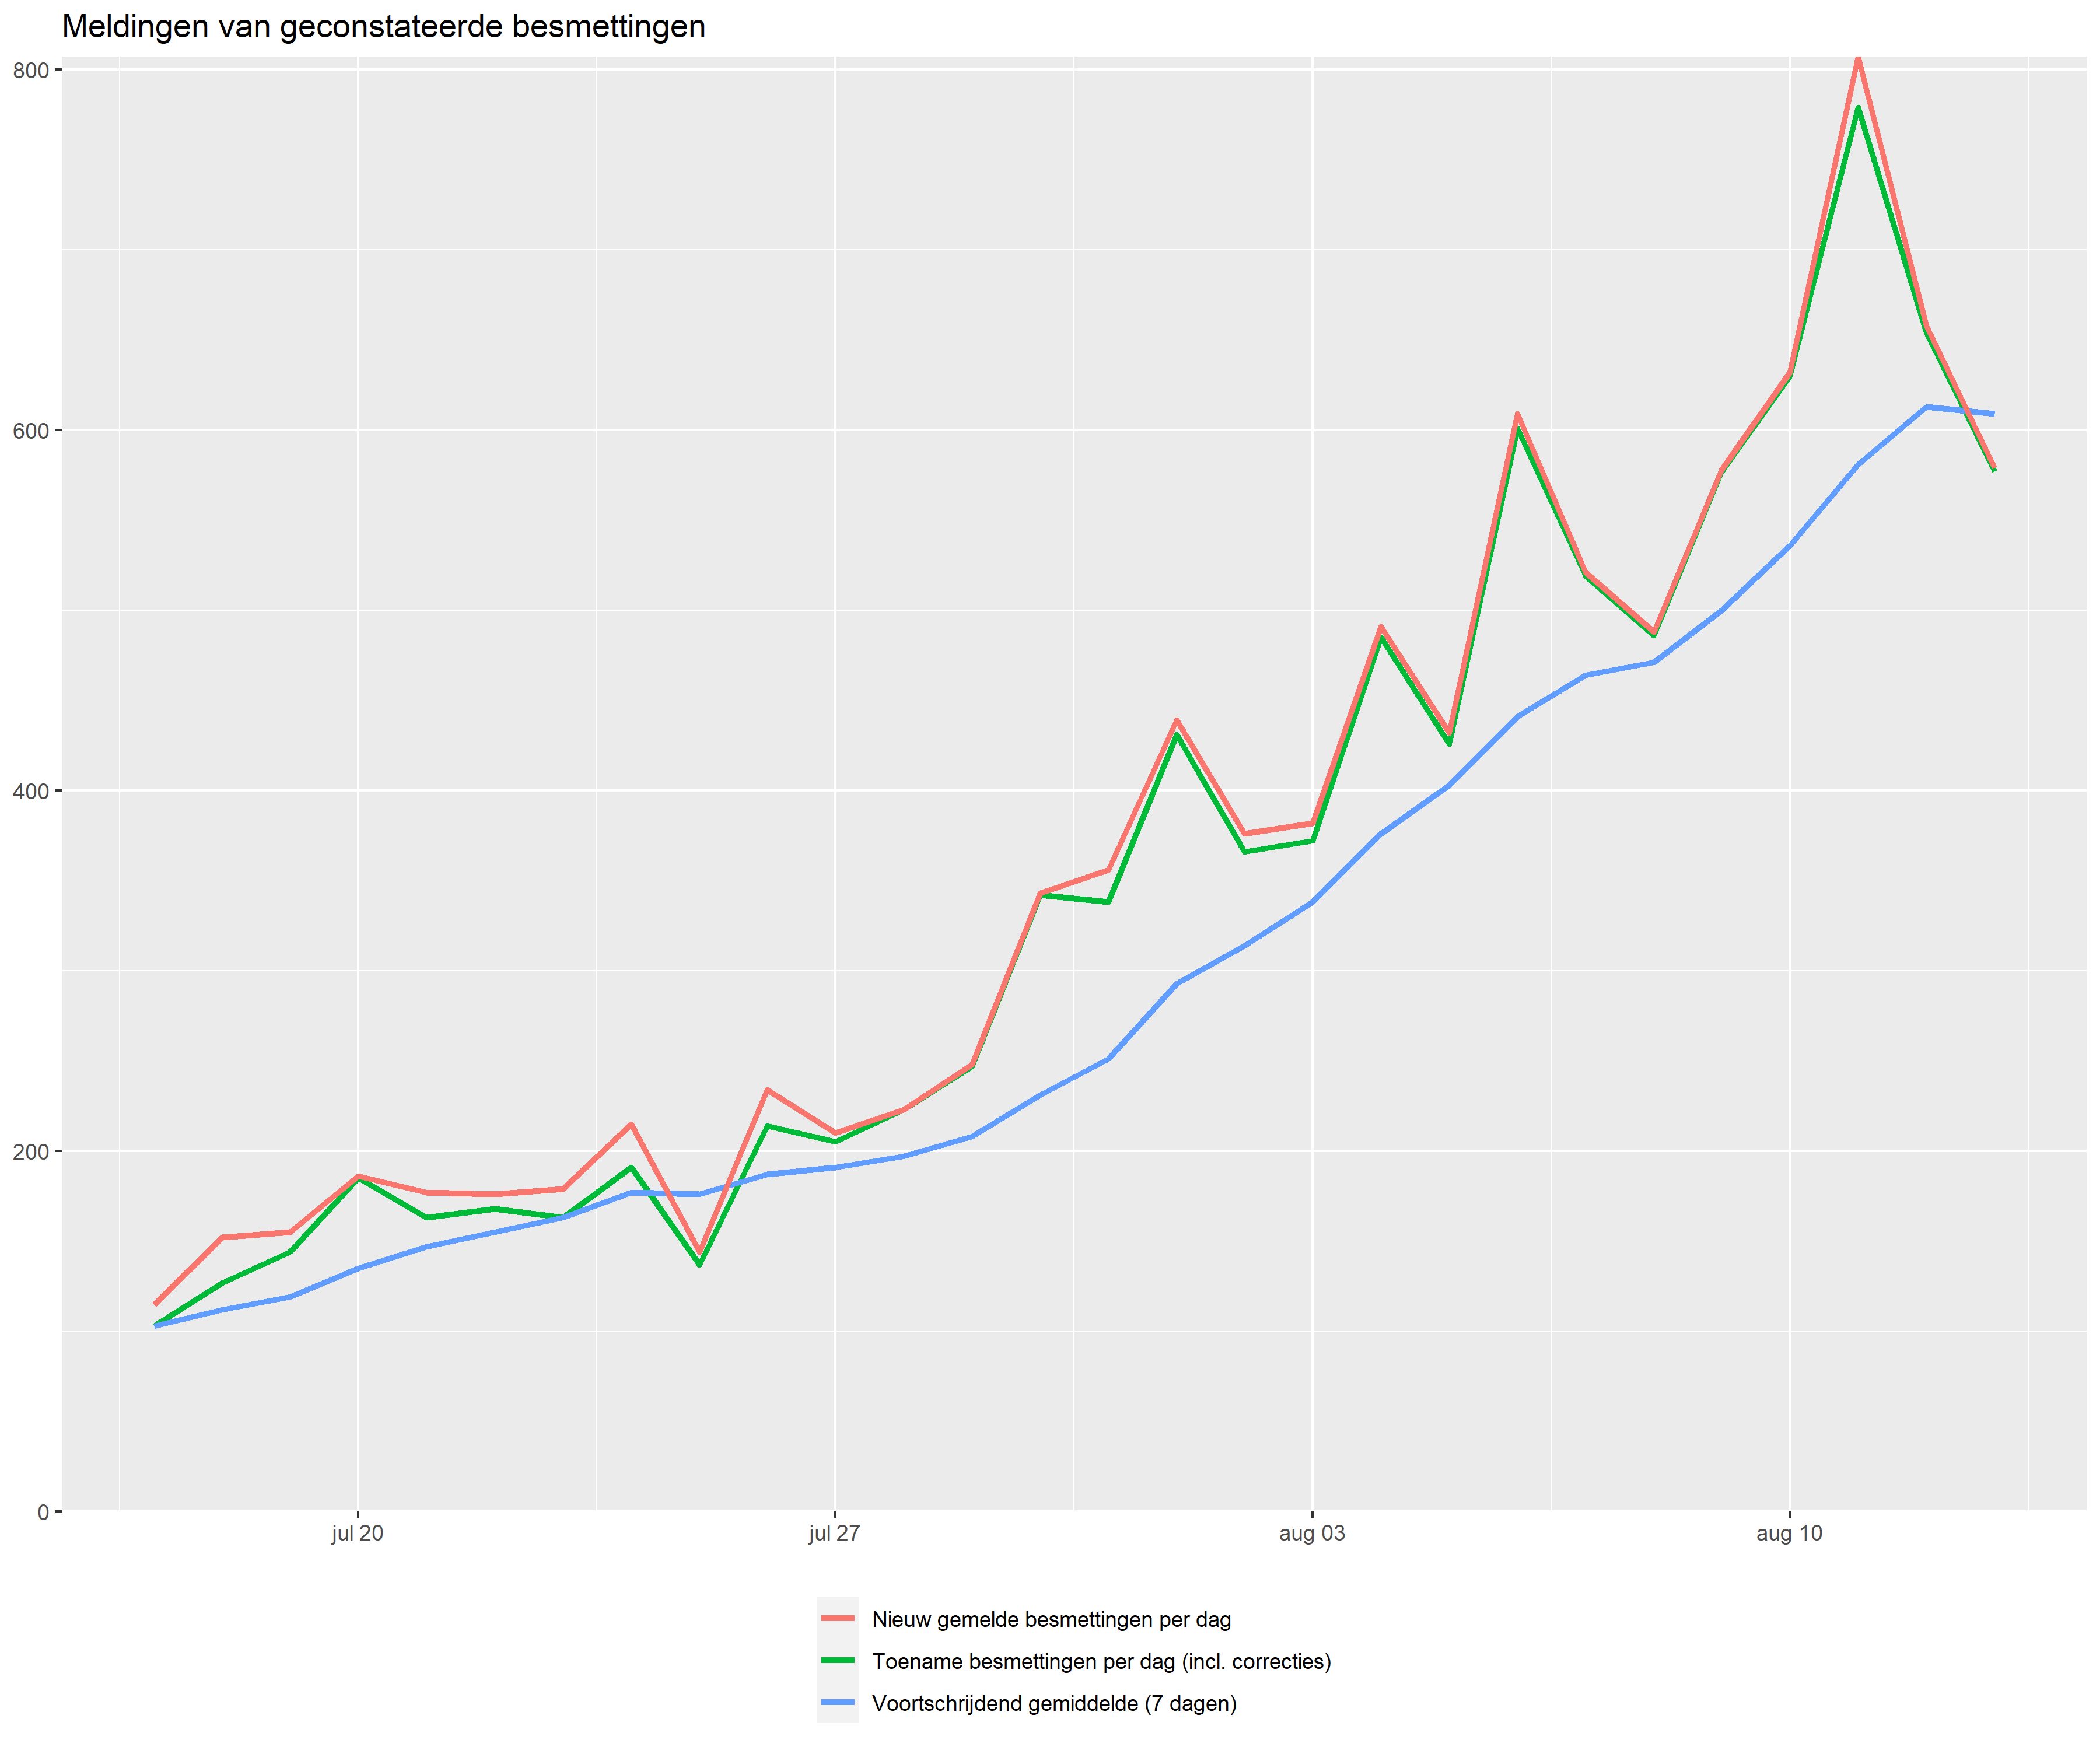 Meldingen van geconstateerde besmettingen
800
600
400
200
0
jul 20 jul 27 aug 03 aug 10
Nieuw gemelde besmettingen per dag
Toename besmettingen per dag (incl. correcties)
Voortschrijdend gemiddelde (7 dagen)